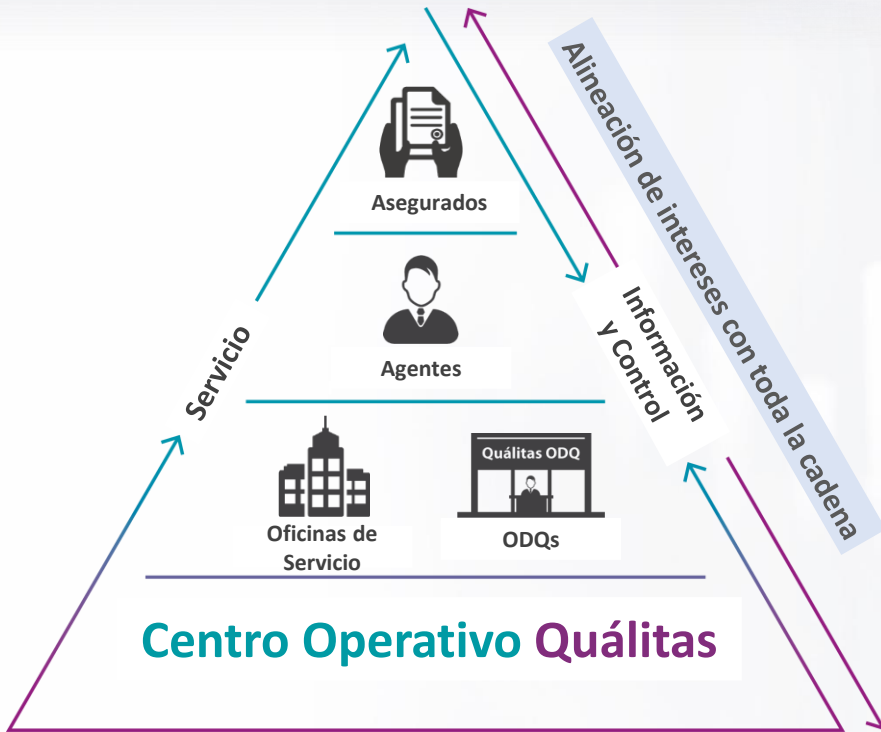 Asegurados
Agentes
Quálitas ODQ
Oficinas de
Servicio
ODQs
Centro Operativo Quálitas
Servicio
Información
y Control
Alineación de intereses con toda la cadena